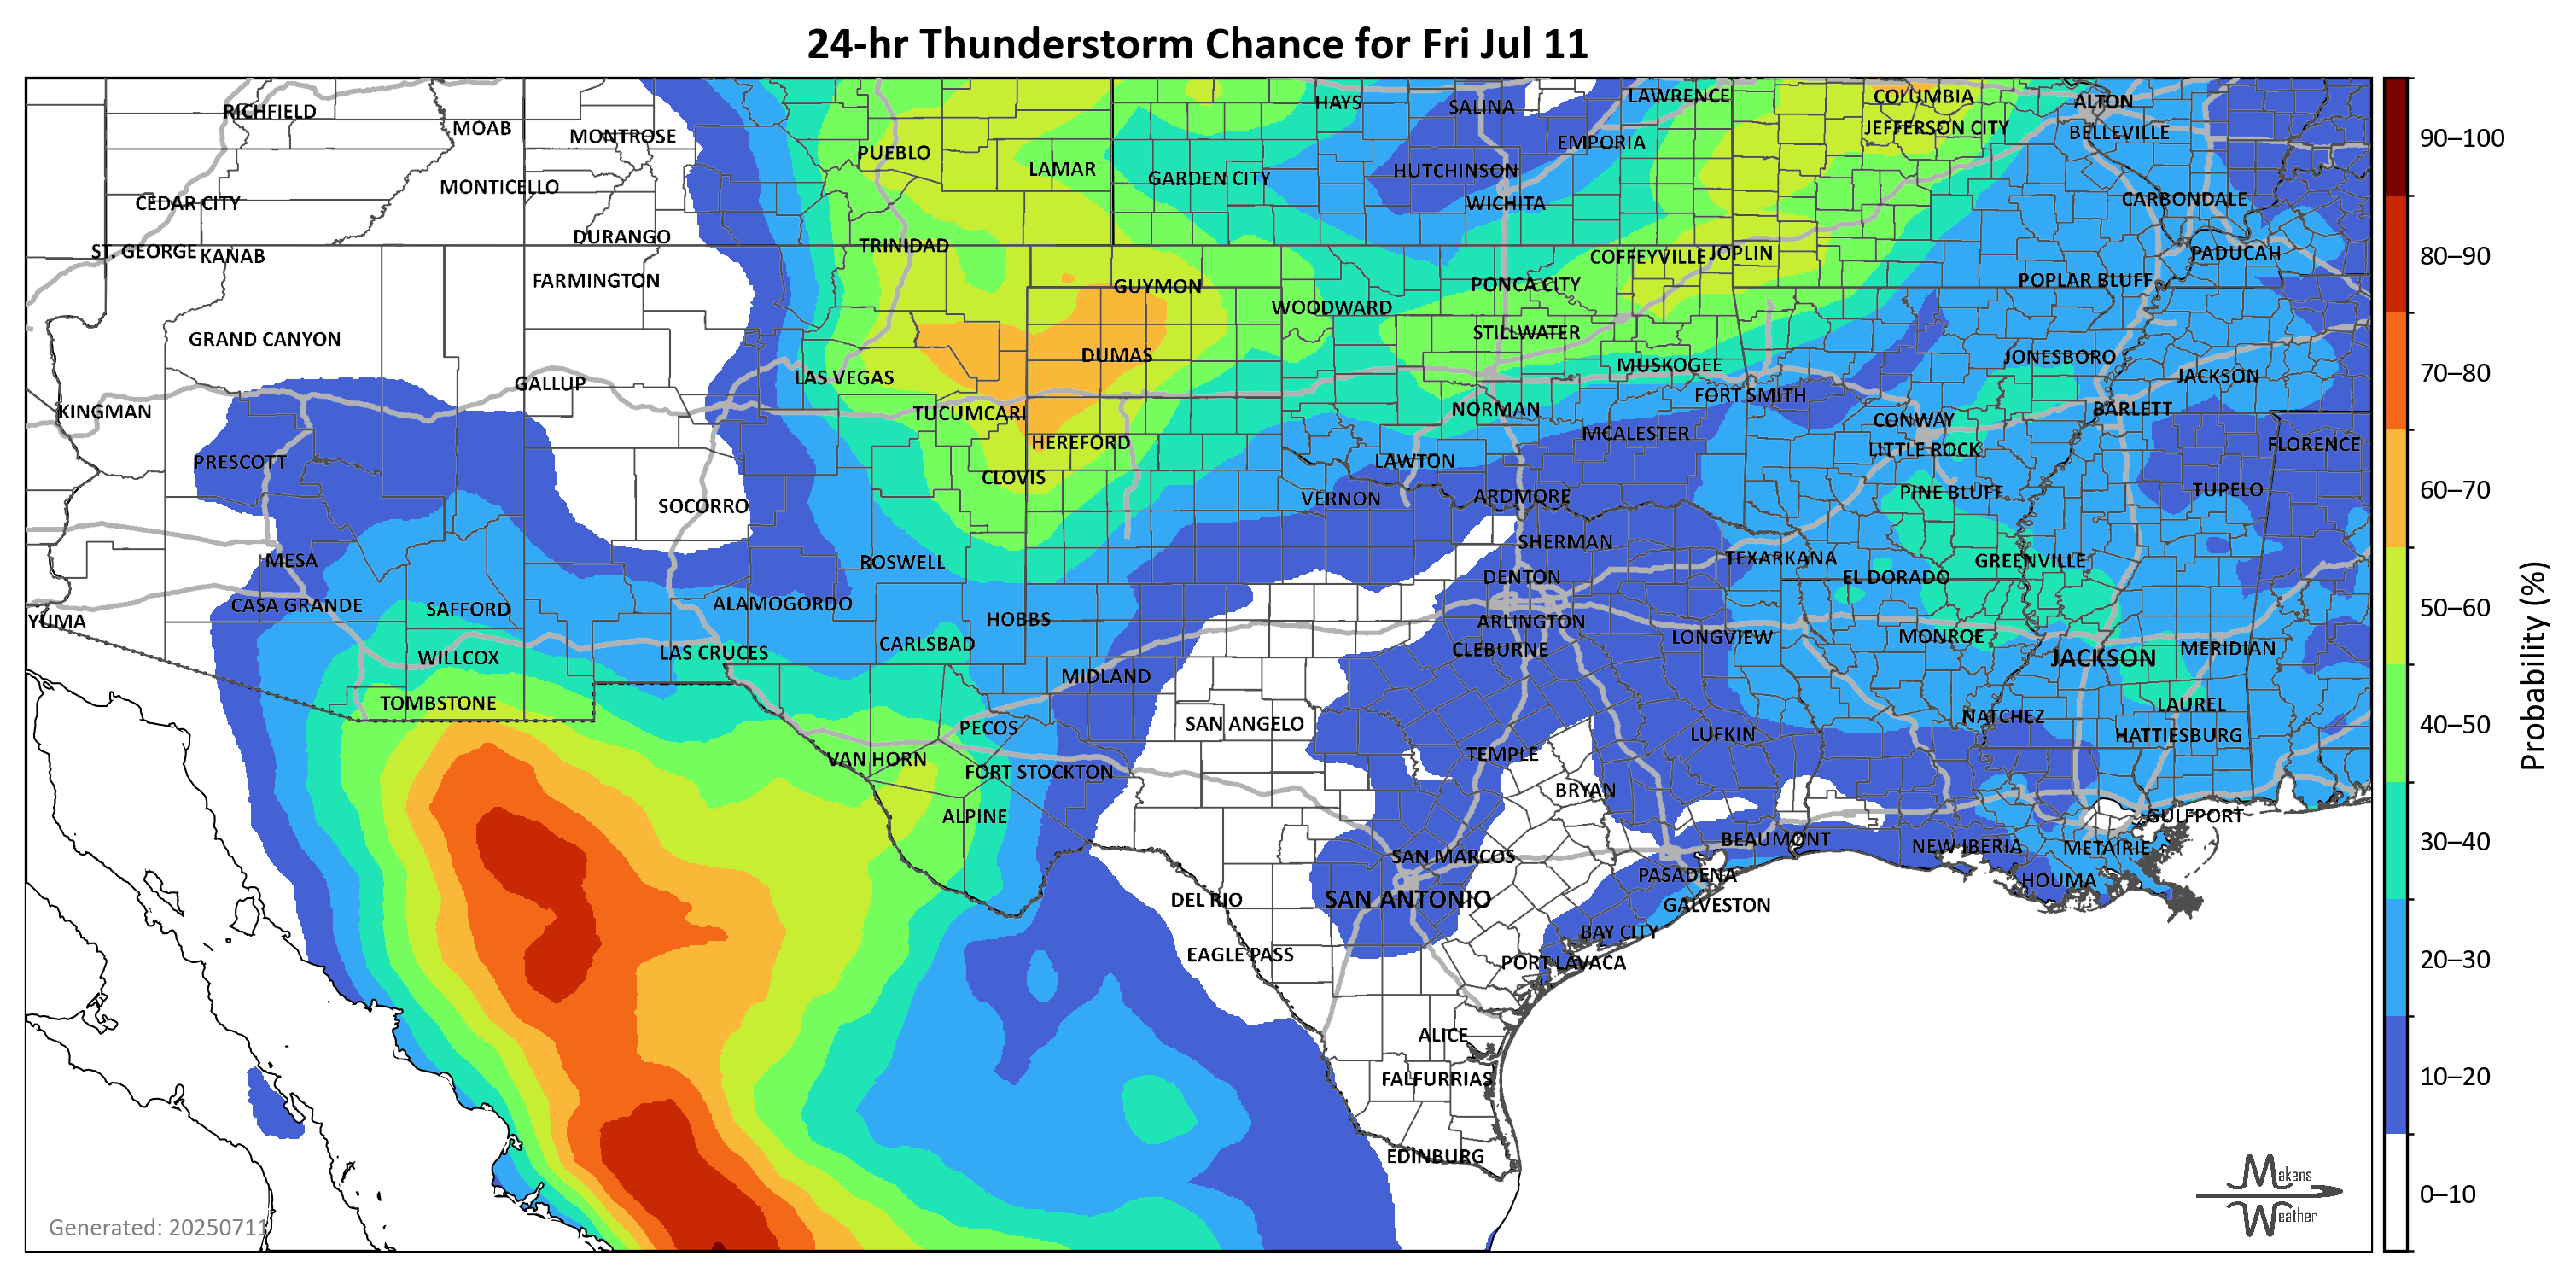 24-hr Thunderstorm Chance for Fri Jul 11
RICHFIELD
MOAB
MONTROSE
PUEBLO
LAMAR
GARDEN CITY
HAYS
SALINA
LAWRENCE
COLUMBIA
ALTON
JEFFERSON CITY
BELLEVILLE
EMPORIA
HUTCHINSON
MONTICELLO
CEDAR CITY
WICHITA
CARBONDALE
DURANGO
TRINIDAD
ST. GEORGE
KANAB
COFFEYVILLE
JOPLIN
PADUCAH
FARMINGTON
GUYMON
PONCA CITY
POPLAR BLUFF
WOODWARD
GRAND CANYON
STILLWATER
DUMAS
JONESBORO
MUSKOGEE
LAS VEGAS
GALLUP
JACKSON
FORT SMITH
KINGMAN
TUCUMCARI
NORMAN
BARLETT
CONWAY
HEREFORD
MCALESTER
LITTLE ROCK
FLORENCE
PRESCOTT
LAWTON
CLOVIS
VERNON
ARDMORE
PINE BLUFF
TUPELO
SOCORRO
SHERMAN
MESA
ROSWELL
TEXARKANA
GREENVILLE
DENTON
EL DORADO
CASA GRANDE
SAFFORD
ALAMOGORDO
YUMA
HOBBS
ARLINGTON
CARLSBAD
CLEBURNE
LONGVIEW
MONROE
MERIDIAN
WILLCOX
LAS CRUCES
JACKSON
MIDLAND
TOMBSTONE
LAUREL
SAN ANGELO
NATCHEZ
PECOS
LUFKIN
HATTIESBURG
TEMPLE
VAN HORN
FORT STOCKTON
BRYAN
ALPINE
GULFPORT
BEAUMONT
NEW IBERIA
METAIRIE
SAN MARCOS
PASADENA
HOUMA
DEL RIO
SAN ANTONIO
GALVESTON
BAY CITY
EAGLE PASS
PORT LAVACA
ALICE
FALFURRIAS
EDINBURG
Generated: 20250711
Makens
Weather
90–100
80–90
70–80
60–70
50–60
40–50
30–40
20–30
10–20
0–10
Probability (%)